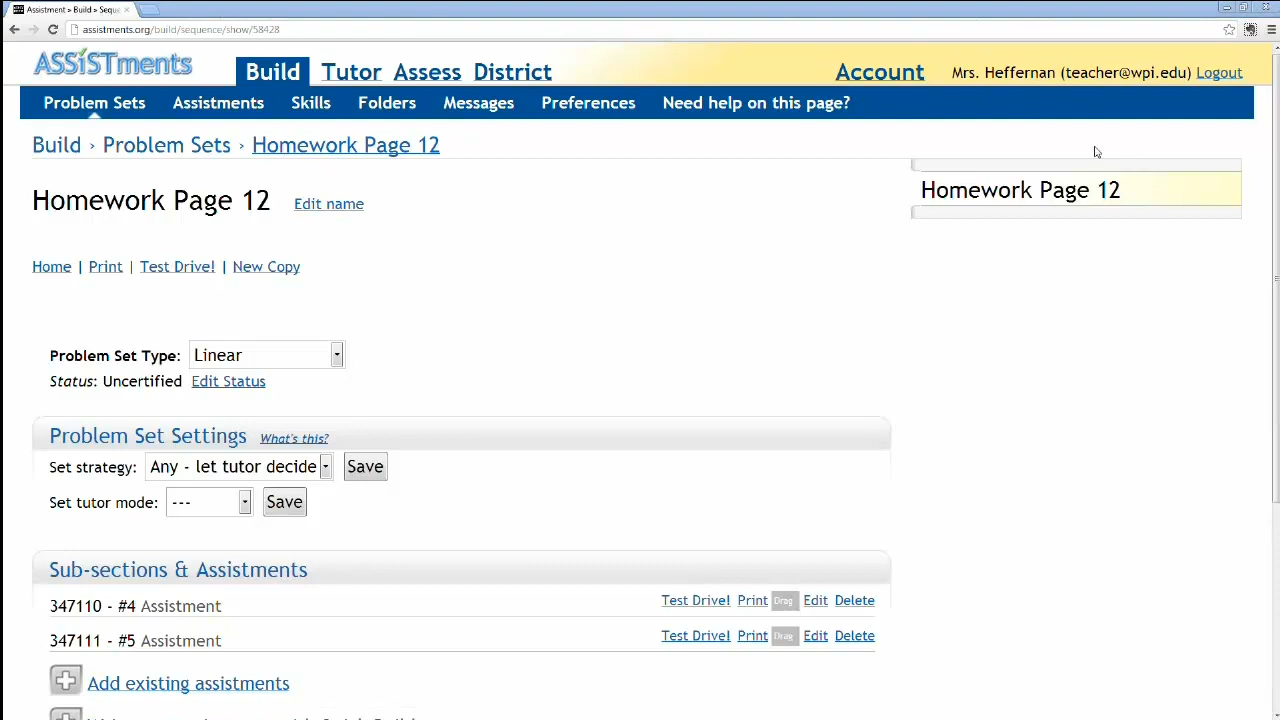 Assistment » Build » Seque
assistments.org/build/sequence/show/58428
ASSISTments
Build Tutor Assess District Account Mrs. Heffernan (teacher@wpi.edu) Logout
Problem Sets Assistments Skills Folders Messages Preferences Need help on this page?
Build › Problem Sets › Homework Page 12
Homework Page 12 Edit name
Homework Page 12
Home | Print | Test Drive! | New Copy
Problem Set Type: Linear
Status: Uncertified Edit Status
Problem Set Settings What's this?
Set strategy: Any - let tutor decide Save
Set tutor mode: --- Save
Sub-sections & Assistments
347110 - #4 Assistment Test Drive! Print Drag Edit Delete
347111 - #5 Assistment Test Drive! Print Drag Edit Delete
Add existing assistments